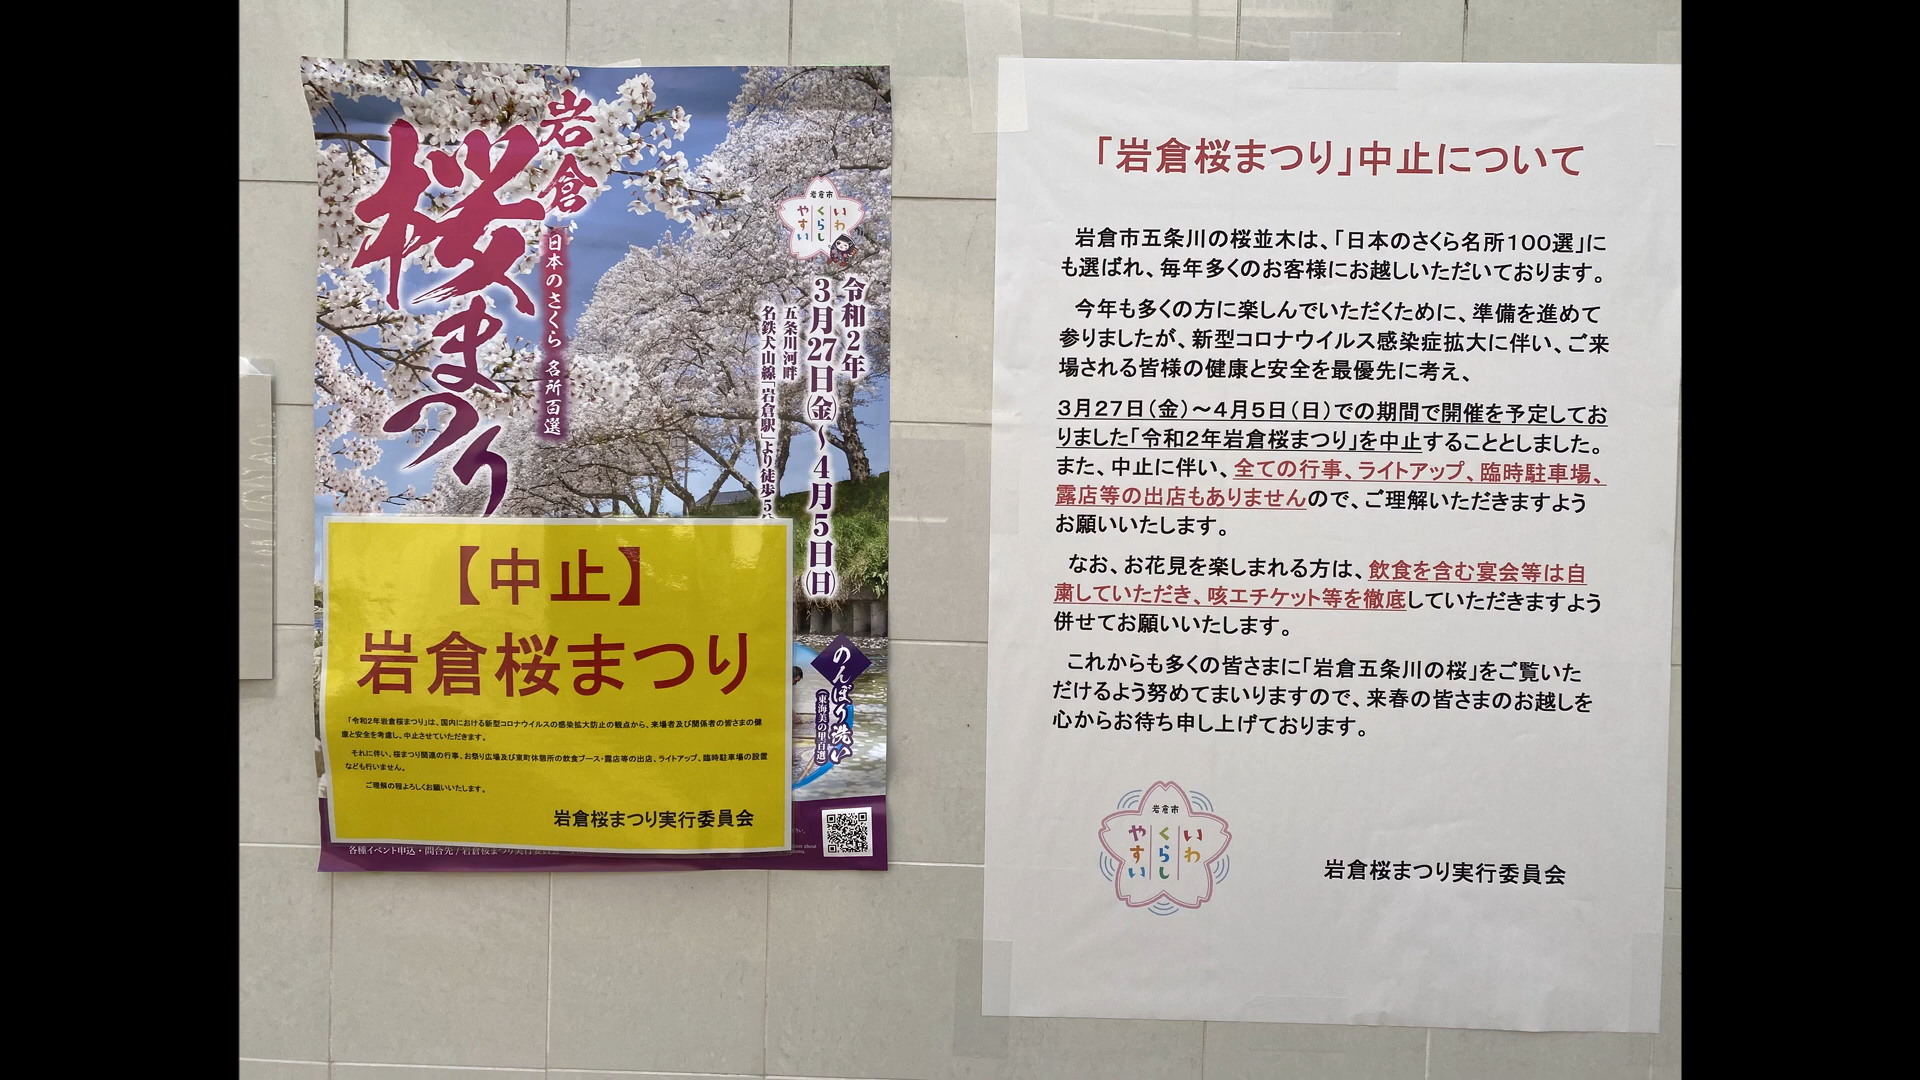 岩倉
桜まつり
日本のさくら 名所百選
岩倉市
いわ
くらし
やすい
令和2年
3月27日(金)~4月5日(日)
五条川河畔
名鉄犬山線「岩倉駅」より徒歩5分
のんぼり洗い
(東海美の里百選)
【中止】
岩倉桜まつり
「令和2年岩倉桜まつり」は、国内における新型コロナウイルスの感染拡大防止の観点から、来場者及び関係者の皆さまの健
康と安全を考慮し、中止させていただきます。
それに伴い、桜まつり関連の行事、お祭り広場及び東町休憩所の飲食ブース・露店等の出店、ライトアップ、臨時駐車場の設置
なども行いません。
ご理解の程よろしくお願いいたします。
岩倉桜まつり実行委員会
各種イベント申込・問合先/岩倉桜まつり実行委員会
「岩倉桜まつり」中止について
岩倉市五条川の桜並木は、「日本のさくら名所100選」に
も選ばれ、毎年多くのお客様にお越しいただいております。
今年も多くの方に楽しんでいただくために、準備を進めて
参りましたが、新型コロナウイルス感染症拡大に伴い、ご来
場される皆様の健康と安全を最優先に考え、
3月27日(金)~4月5日(日)での期間で開催を予定してお
りました「令和2年岩倉桜まつり」を中止することとしました。
また、中止に伴い、全ての行事、ライトアップ、臨時駐車場、
露店等の出店もありませんので、ご理解いただきますよう
お願いいたします。
なお、お花見を楽しまれる方は、飲食を含む宴会等は自
粛していただき、咳エチケット等を徹底していただきますよう
併せてお願いいたします。
これからも多くの皆さまに「岩倉五条川の桜」をご覧いた
だけるよう努めてまいりますので、来春の皆さまのお越しを
心からお待ち申し上げております。
岩倉市
いわ
くらし
やすい
岩倉桜まつり実行委員会